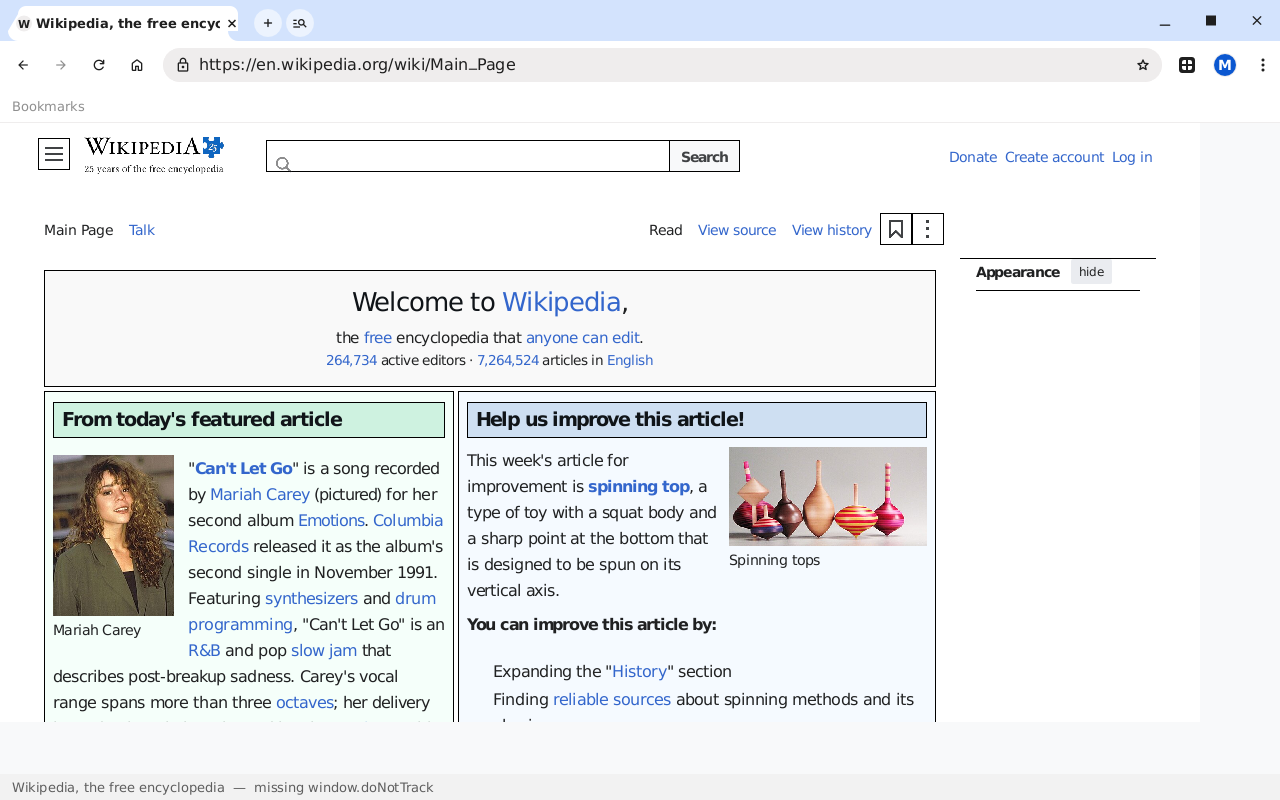 W Wikipedia, the free encyc
https://en.wikipedia.org/wiki/Main_Page
M
Bookmarks
WIKIPEDIA 25
25 years of the free encyclopedia
Search
Donate Create account Log in
Main Page Talk
Read View source View history
Appearance hide
Welcome to Wikipedia,
the free encyclopedia that anyone can edit.
264,734 active editors · 7,264,524 articles in English
From today's featured article
"Can't Let Go" is a song recorded
by Mariah Carey (pictured) for her
second album Emotions. Columbia
Records released it as the album's
second single in November 1991.
Featuring synthesizers and drum
programming, "Can't Let Go" is an
R&B and pop slow jam that
Mariah Carey
describes post-breakup sadness. Carey's vocal
range spans more than three octaves; her delivery
Help us improve this article!
This week's article for
improvement is spinning top, a
type of toy with a squat body and
a sharp point at the bottom that
is designed to be spun on its
vertical axis.
Spinning tops
You can improve this article by:
Expanding the "History" section
Finding reliable sources about spinning methods and its
Wikipedia, the free encyclopedia — missing window.doNotTrack